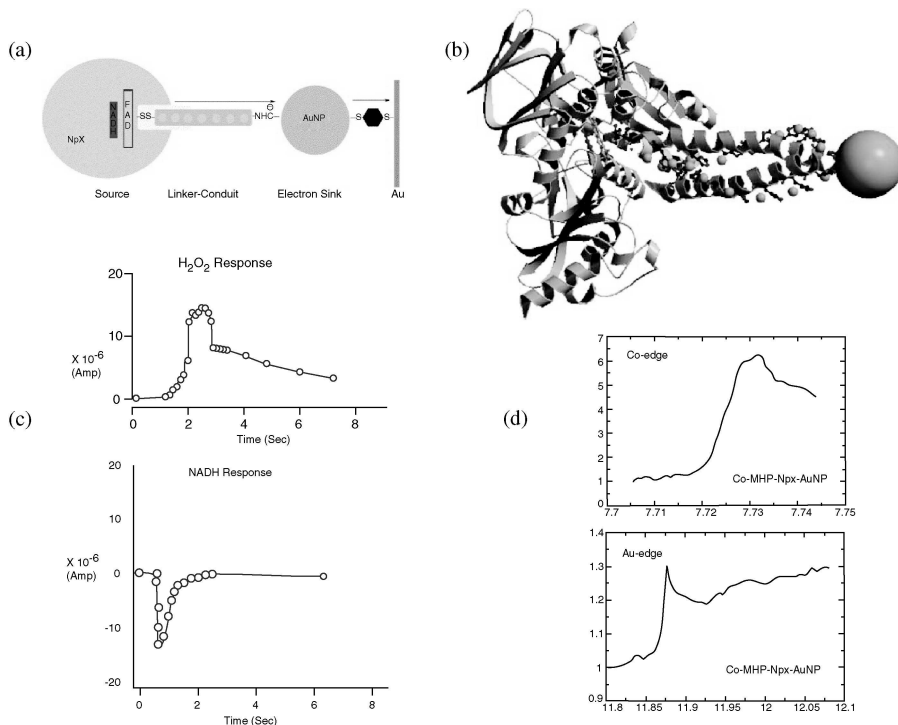 (a)
NpX
NADH
FAD
SS
NHC
Θ
AuNP
S
S
Source
Linker-Conduit
Electron Sink
Au
(b)
(c)
H2O2 Response
20
10
0
X 10-6
(Amp)
0 2 4 6 8
Time (Sec)
NADH Response
20
10
0
-10
-20
X 10-6
(Amp)
0 2 4 6 8
Time (Sec)
(d)
Co-edge
7
6
5
4
3
2
1
0
Co-MHP-Npx-AuNP
7.7 7.71 7.72 7.73 7.74 7.75
Au-edge
1.4
1.3
1.2
1.1
1
0.9
Co-MHP-Npx-AuNP
11.8 11.85 11.9 11.95 12 12.05 12.1